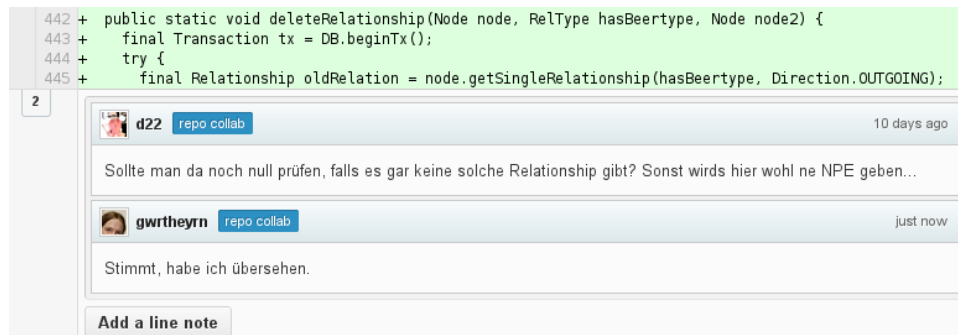 442 + public static void deleteRelationship(Node node, RelType hasBeertype, Node node2) {
443 + final Transaction tx = DB.beginTx();
444 + try {
445 + final Relationship oldRelation = node.getSingleRelationship(hasBeertype, Direction.OUTGOING);
2
d22 repo collab 10 days ago
Sollte man da noch null prüfen, falls es gar keine solche Relationship gibt? Sonst wirds hier wohl ne NPE geben...
gwrtheyrn repo collab just now
Stimmt, habe ich übersehen.
Add a line note